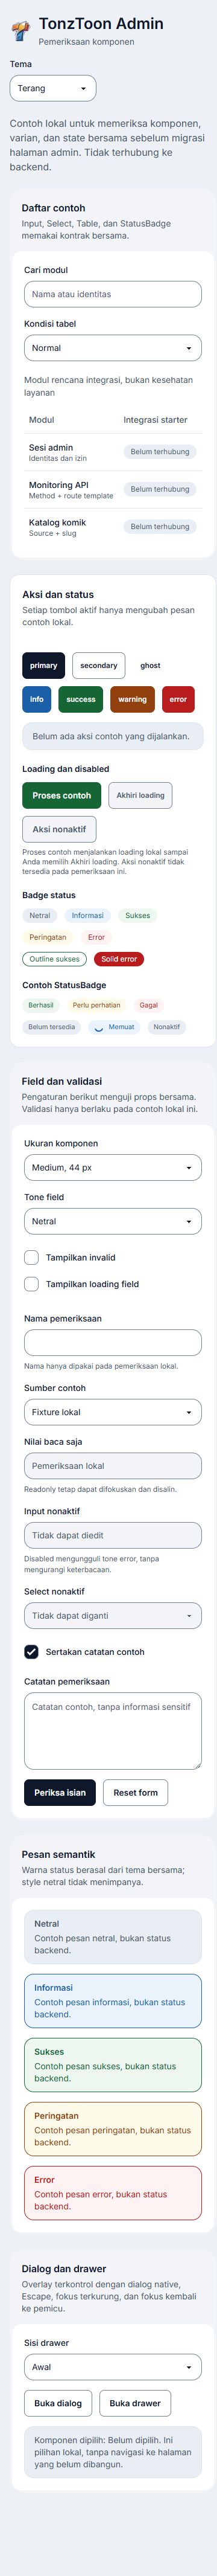 TonzToon Admin
Pemeriksaan komponen
Tema
Terang
Contoh lokal untuk memeriksa komponen,
varian, dan state bersama sebelum migrasi
halaman admin. Tidak terhubung ke
backend.
Daftar contoh
Input, Select, Table, dan StatusBadge
memakai kontrak bersama.
Cari modul
Nama atau identitas
Kondisi tabel
Normal
Modul rencana integrasi, bukan kesehatan
layanan
Modul Integrasi starter
Sesi admin
Identitas dan izin
Belum terhubung
Monitoring API
Method + route template
Belum terhubung
Katalog komik
Source + slug
Belum terhubung
Aksi dan status
Setiap tombol aktif hanya mengubah pesan
contoh lokal.
primary secondary ghost
info success warning error
Belum ada aksi contoh yang dijalankan.
Loading dan disabled
Proses contoh Akhiri loading
Aksi nonaktif
Proses contoh menjalankan loading lokal sampai
Anda memilih Akhiri loading. Aksi nonaktif tidak
tersedia pada pemeriksaan ini.
Badge status
Netral Informasi Sukses
Peringatan Error
Outline sukses Solid error
Contoh StatusBadge
Berhasil Perlu perhatian Gagal
Belum tersedia Memuat Nonaktif
Field dan validasi
Pengaturan berikut menguji props bersama.
Validasi hanya berlaku pada contoh lokal ini.
Ukuran komponen
Medium, 44 px
Tone field
Netral
Tampilkan invalid
Tampilkan loading field
Nama pemeriksaan
Nama hanya dipakai pada pemeriksaan lokal.
Sumber contoh
Fixture lokal
Nilai baca saja
Pemeriksaan lokal
Readonly tetap dapat difokuskan dan disalin.
Input nonaktif
Tidak dapat diedit
Disabled mengungguli tone error, tanpa
mengurangi keterbacaan.
Select nonaktif
Tidak dapat diganti
Sertakan catatan contoh
Catatan pemeriksaan
Catatan contoh, tanpa informasi sensitif
Periksa isian Reset form
Pesan semantik
Warna status berasal dari tema bersama;
style netral tidak menimpanya.
Netral
Contoh pesan netral, bukan status
backend.
Informasi
Contoh pesan informasi, bukan status
backend.
Sukses
Contoh pesan sukses, bukan status
backend.
Peringatan
Contoh pesan peringatan, bukan status
backend.
Error
Contoh pesan error, bukan status
backend.
Dialog dan drawer
Overlay terkontrol dengan dialog native,
Escape, fokus terkurung, dan fokus kembali
ke pemicu.
Sisi drawer
Awal
Buka dialog Buka drawer
Komponen dipilih: Belum dipilih. Ini
pilihan lokal, tanpa navigasi ke halaman
yang belum dibangun.